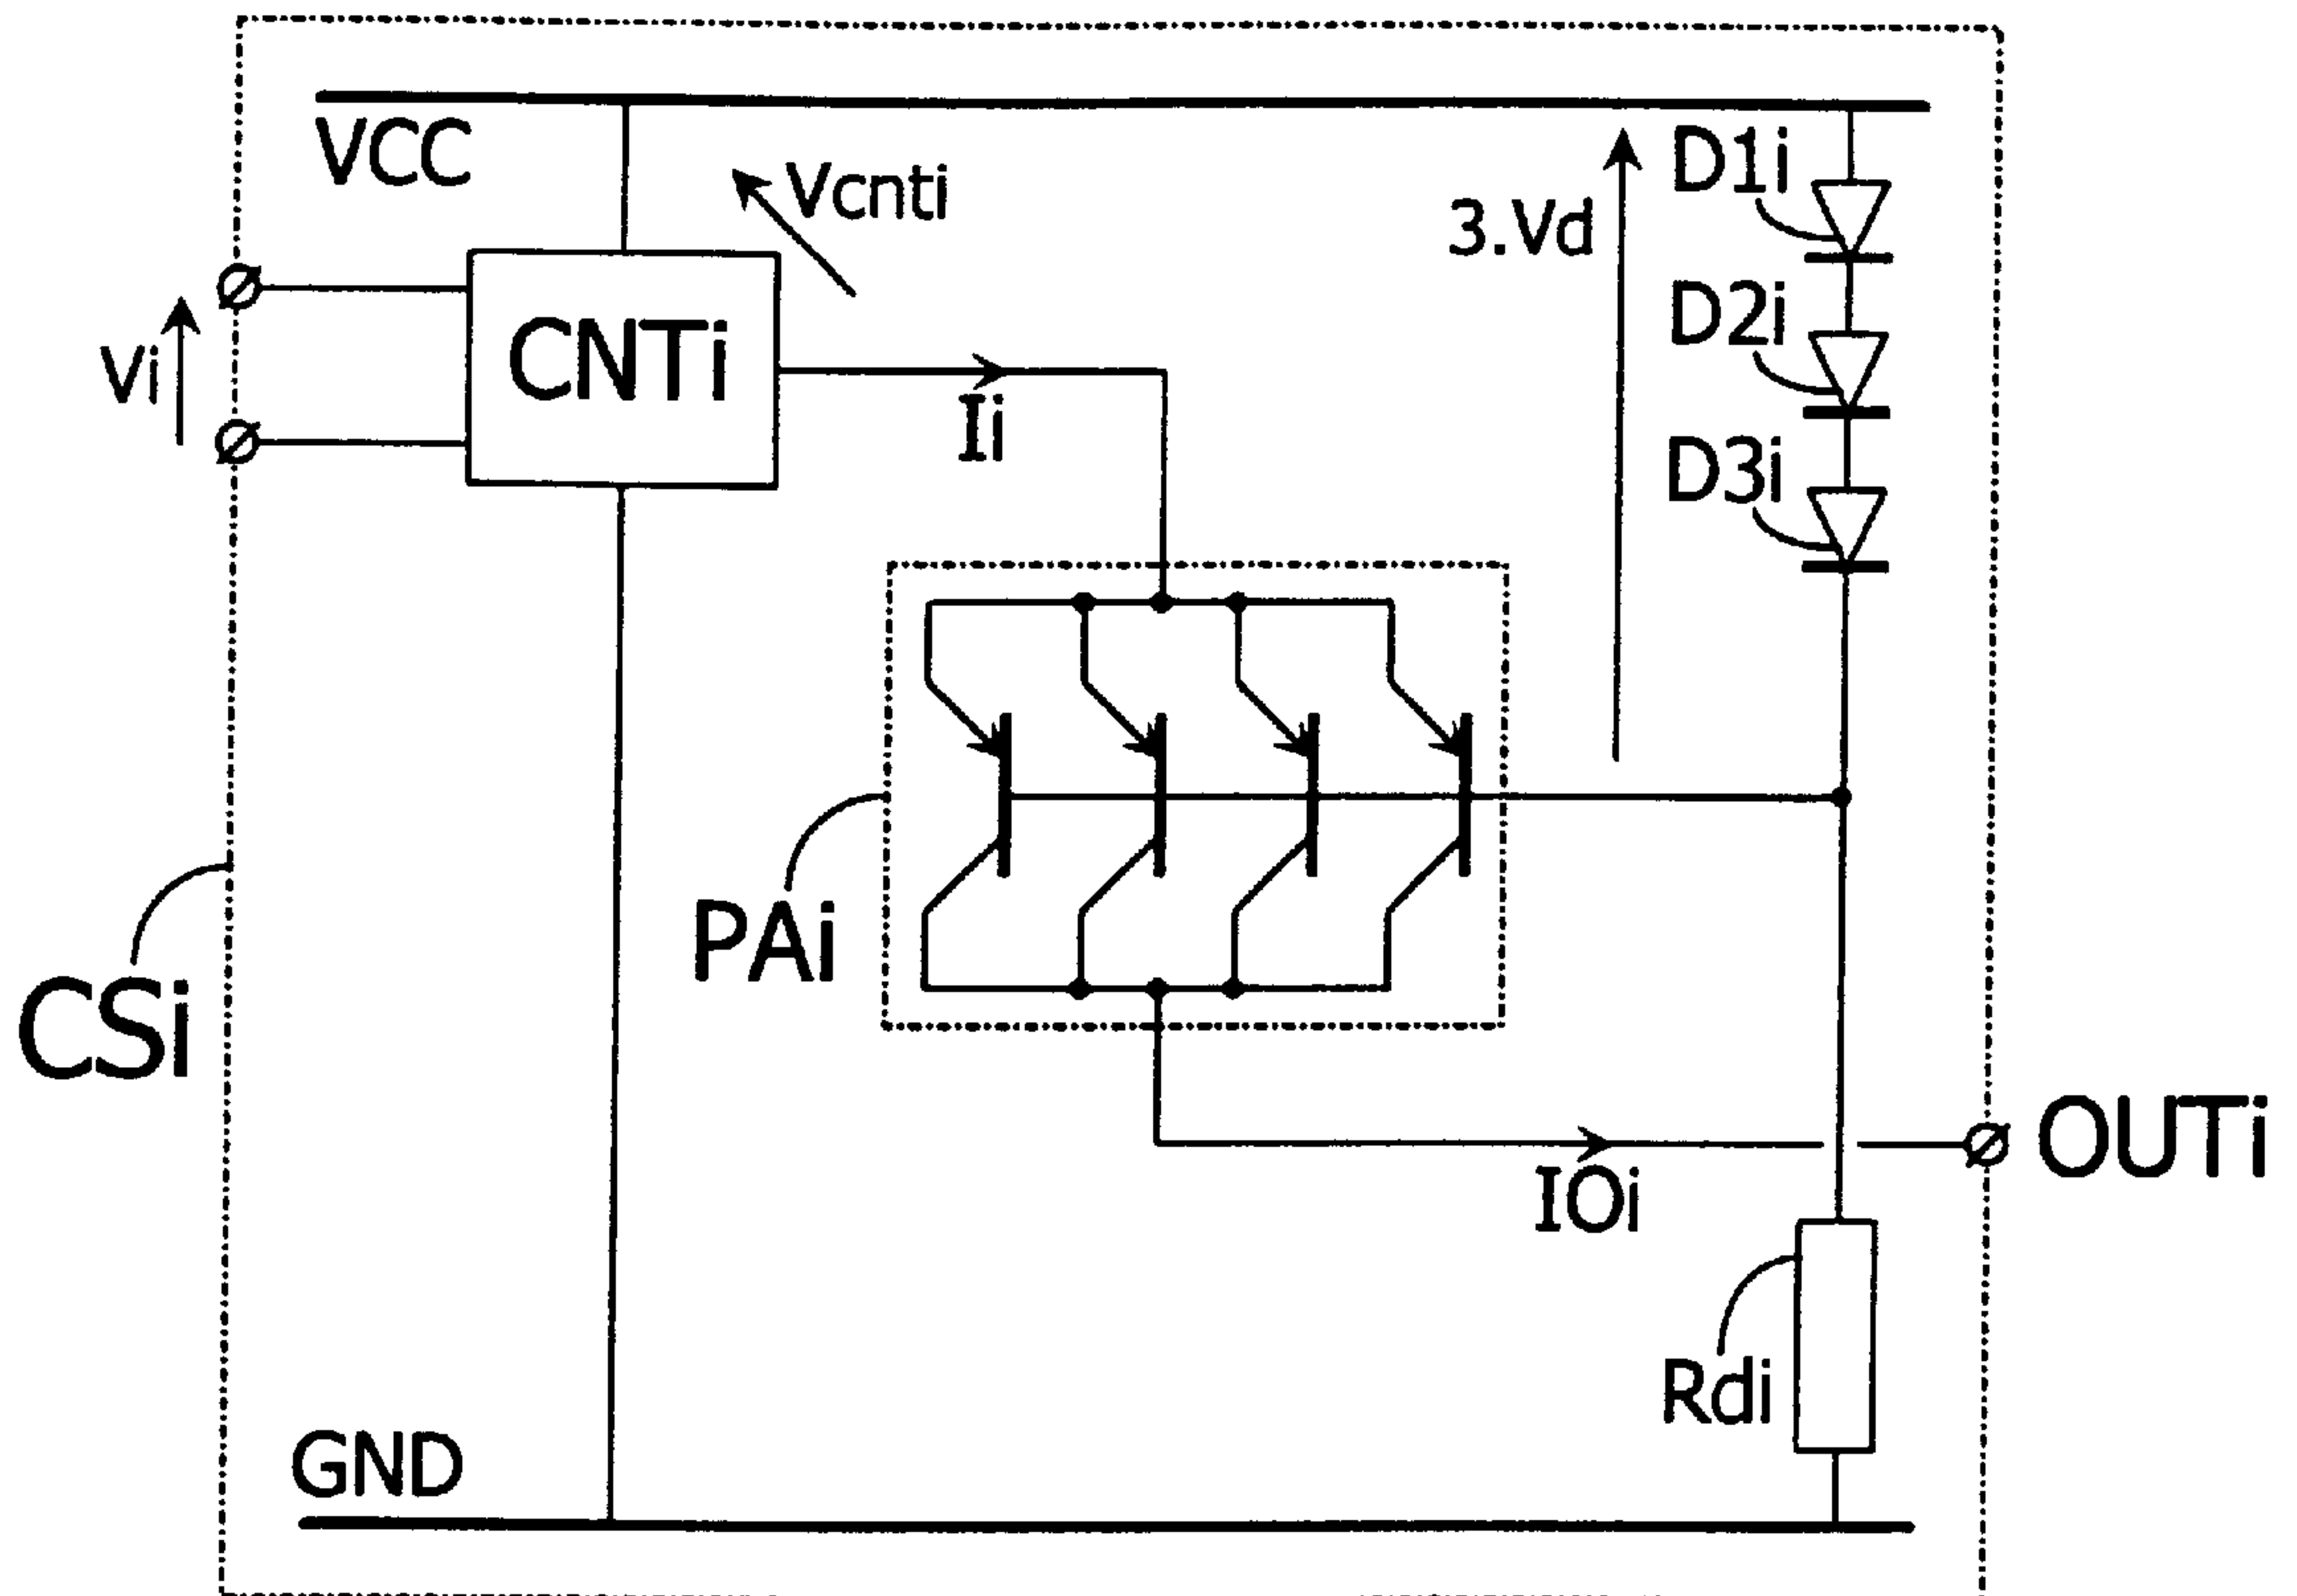 VCC
Vcnti
3.Vd
D1i
D2i
D3i
Vi
CNTi
Ii
PAi
CSi
OUTi
IOi
Rdi
GND